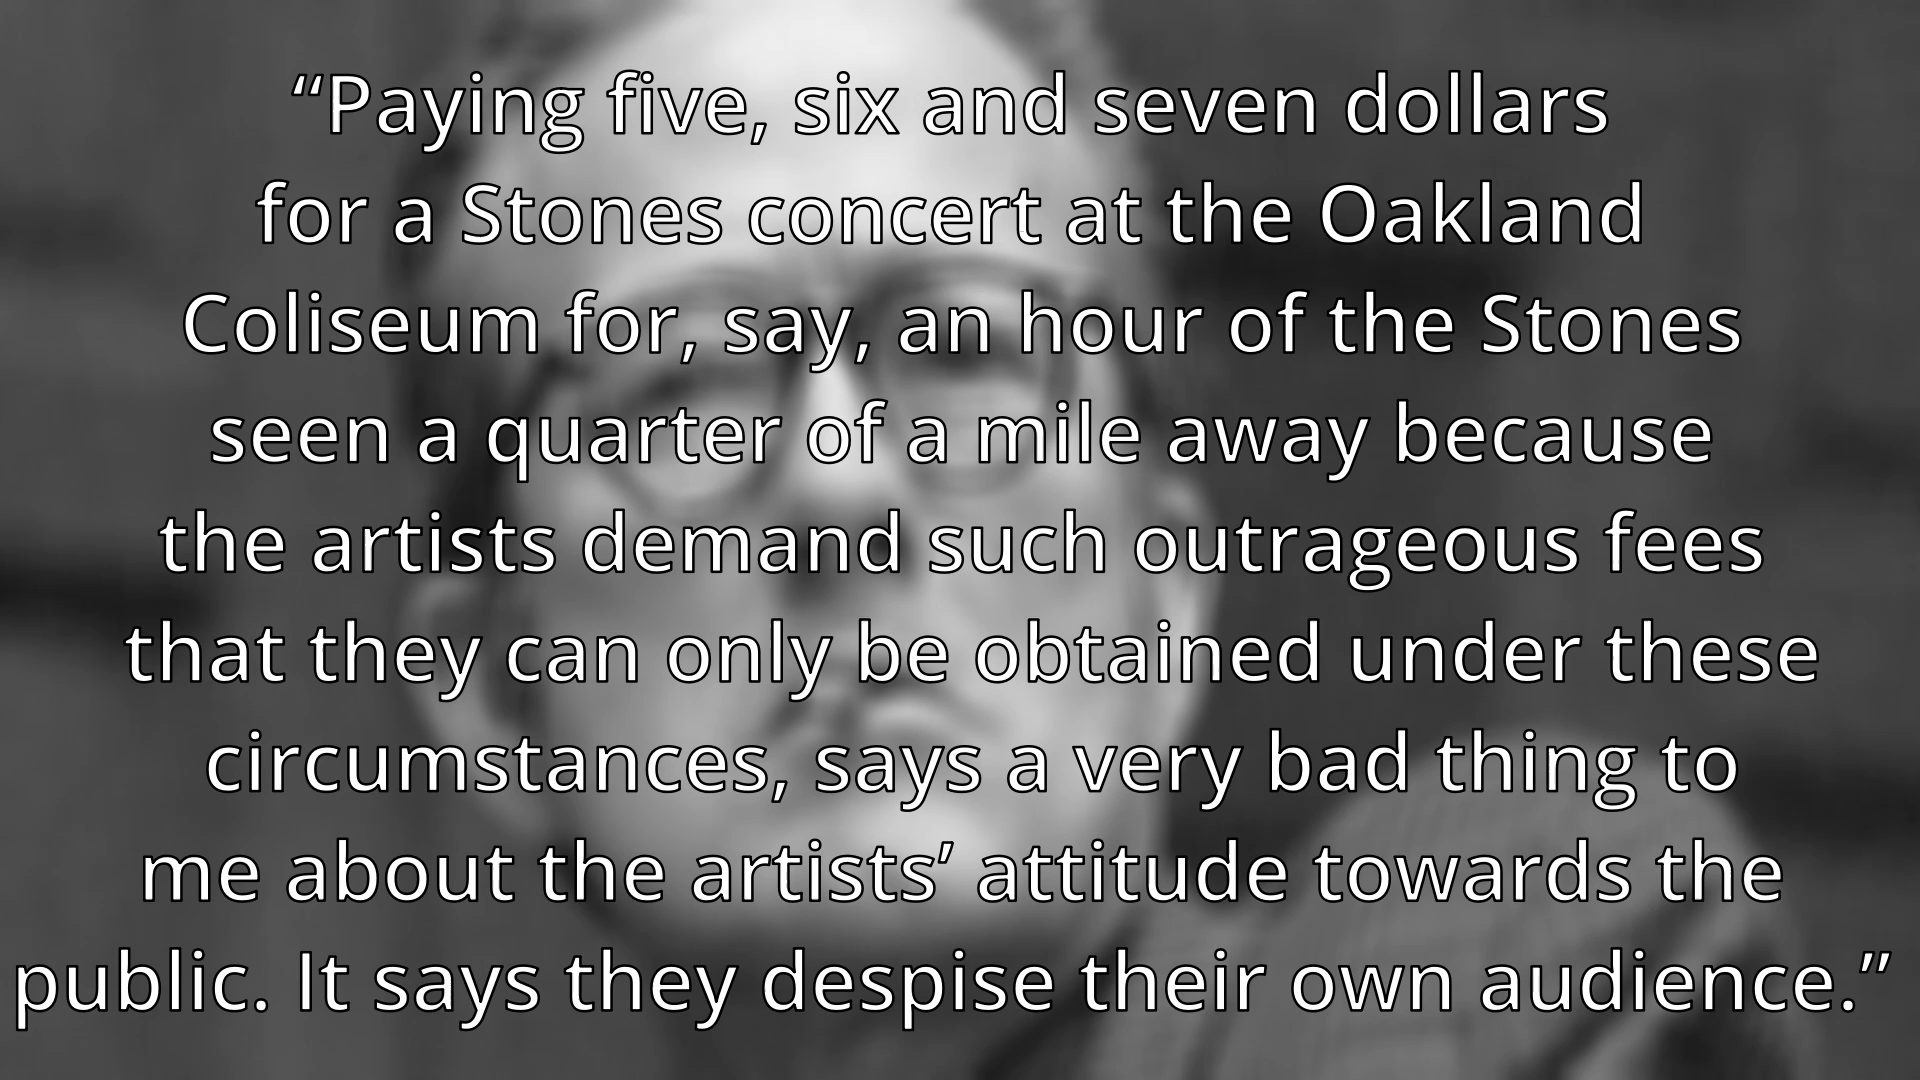 “Paying five, six and seven dollars
for a Stones concert at the Oakland
Coliseum for, say, an hour of the Stones
seen a quarter of a mile away because
the artists demand such outrageous fees
that they can only be obtained under these
circumstances, says a very bad thing to
me about the artists’ attitude towards the
public. It says they despise their own audience.”